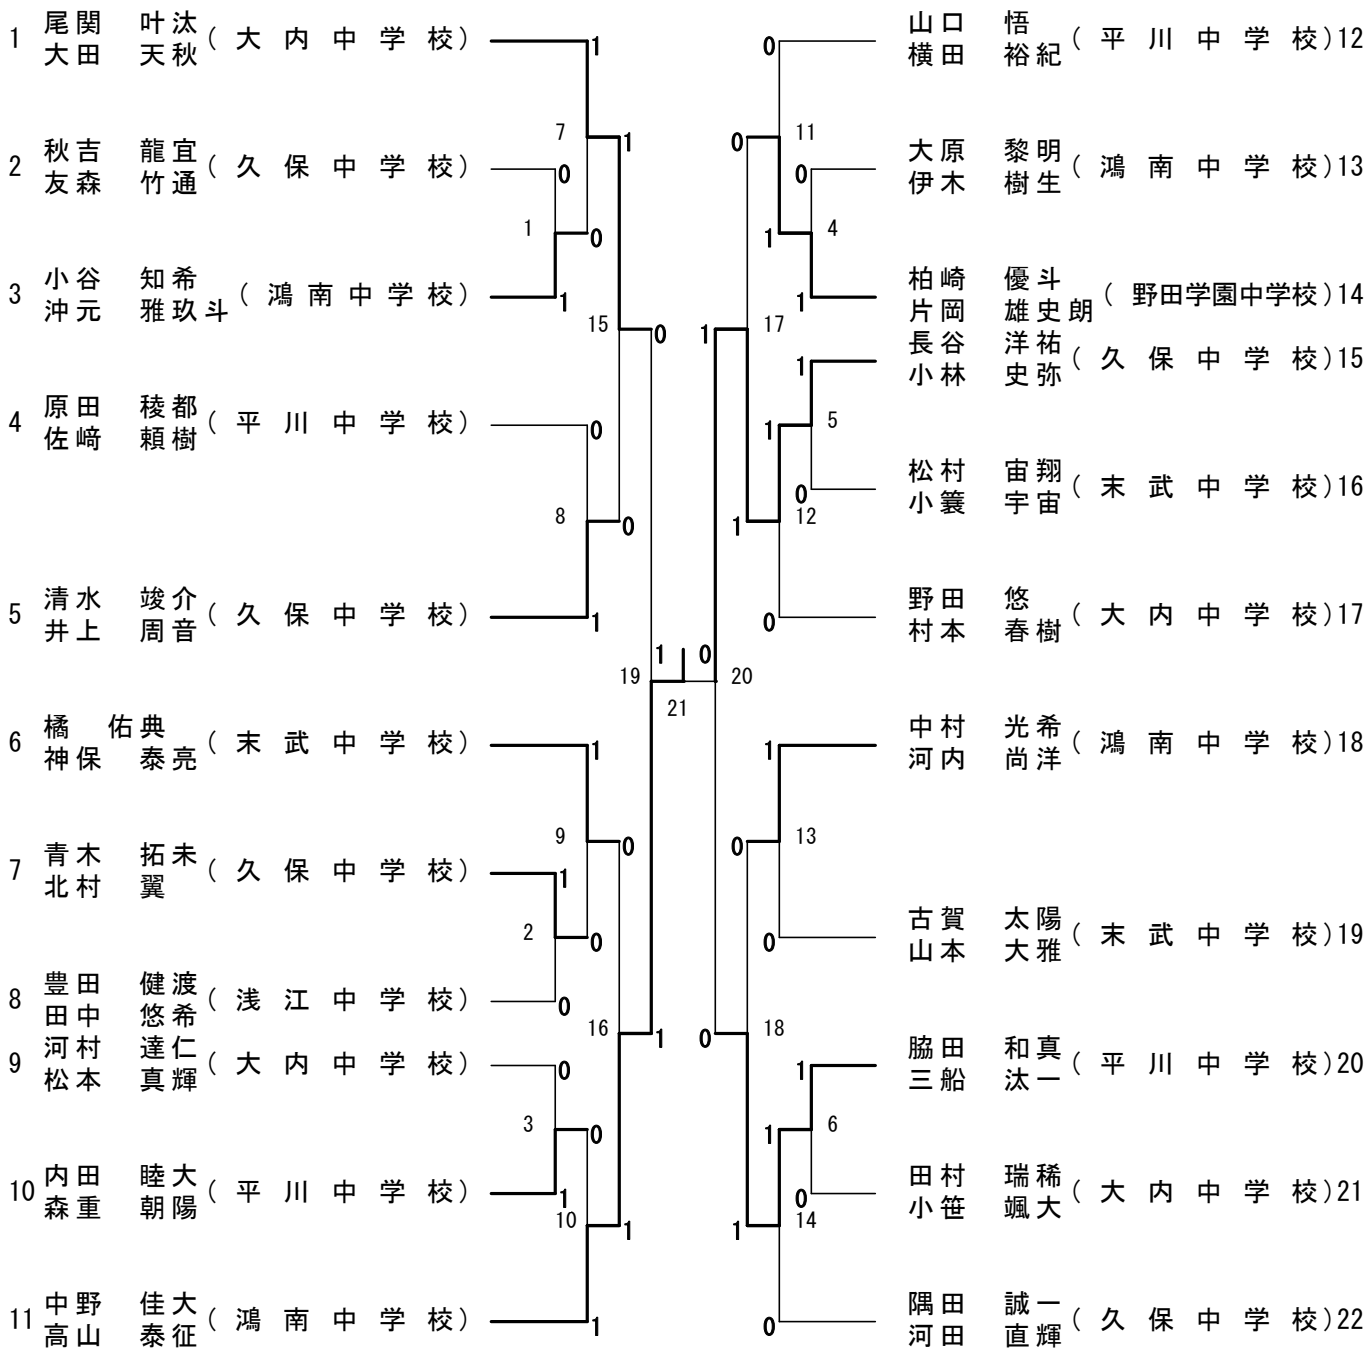 1 尾関 叶汰 大田 天秋 (大内中学校)
2 秋吉 龍宜 友森 竹通 (久保中学校)
3 小谷 知希 沖元 雅玖斗 (鴻南中学校)
4 原田 稜都 佐﨑 頼樹 (平川中学校)
5 清水 竣介 井上 周音 (久保中学校)
6 橘 佑典 神保 泰亮 (末武中学校)
7 青木 拓未 北村 翼 (久保中学校)
8 豊田 健渡 田中 悠希 (浅江中学校)
9 河村 達仁 松本 真輝 (大内中学校)
10 内田 睦大 森重 朝陽 (平川中学校)
11 中野 佳大 高山 泰征 (鴻南中学校)
1
7 1
0
1 0
1
15 0
0
8 0
1
1
19
21
1
9 0
1
2 0
0
16 1
0
3 0
1
10 1
1
0
0 11
0
1 4
1
1 17
1
1 5
0
1 12
0
0
20
1
0 13
0
0 18
1
1 6
0
1 14
0
山口 悟 横田 裕紀 (平川中学校) 12
大原 黎明 伊木 樹生 (鴻南中学校) 13
柏崎 優斗 片岡 雄史朗 (野田学園中学校) 14
長谷 洋祐 小林 史弥 (久保中学校) 15
松村 宙翔 小簑 宇宙 (末武中学校) 16
野田 悠 村本 春樹 (大内中学校) 17
中村 光希 河内 尚洋 (鴻南中学校) 18
古賀 太陽 山本 大雅 (末武中学校) 19
脇田 和真 三船 汰一 (平川中学校) 20
田村 瑞稀 小笹 颯大 (大内中学校) 21
隅田 誠一 河田 直輝 (久保中学校) 22